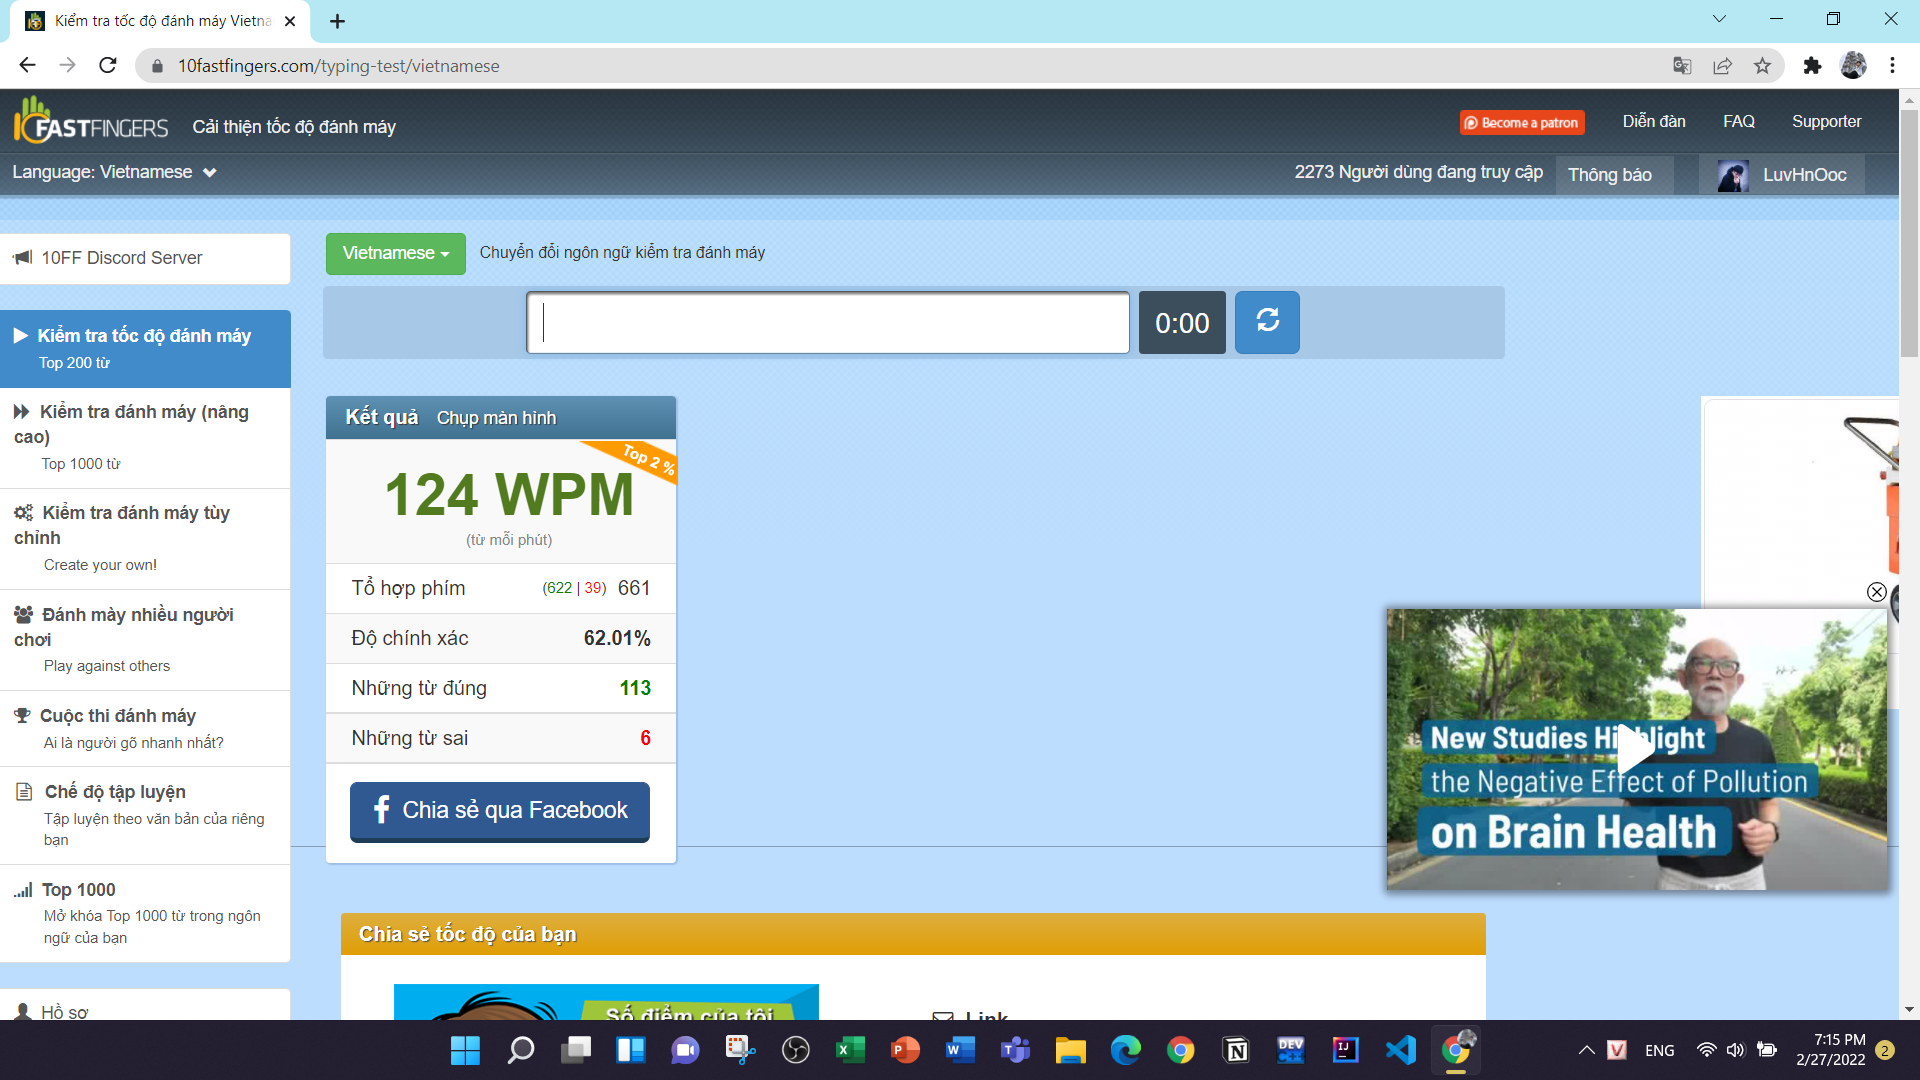 Kiểm tra tốc độ đánh máy Vietna
10fastfingers.com/typing-test/vietnamese
FASTFINGERS
Cải thiện tốc độ đánh máy
Become a patron
Diễn đàn
FAQ
Supporter
Language: Vietnamese
2273 Người dùng đang truy cập
Thông báo
LuvHnOoc
10FF Discord Server
Kiểm tra tốc độ đánh máy
Top 200 từ
Kiểm tra đánh máy (nâng
cao)
Top 1000 từ
Kiểm tra đánh máy tùy
chỉnh
Create your own!
Đánh mày nhiều người
chơi
Play against others
Cuộc thi đánh máy
Ai là người gõ nhanh nhất?
Chế độ tập luyện
Tập luyện theo văn bản của riêng
bạn
Top 1000
Mở khóa Top 1000 từ trong ngôn
ngữ của bạn
Hồ sơ
Vietnamese
Chuyển đổi ngôn ngữ kiểm tra đánh máy
0:00
Kết quả Chụp màn hình
Top 2 %
124 WPM
(từ mỗi phút)
Tổ hợp phím (622 | 39) 661
Độ chính xác 62.01%
Những từ đúng 113
Những từ sai 6
Chia sẻ qua Facebook
New Studies Highlight
the Negative Effect of Pollution
on Brain Health
Chia sẻ tốc độ của bạn
Số điểm của tôi
Link
ENG
7:15 PM
2/27/2022
2